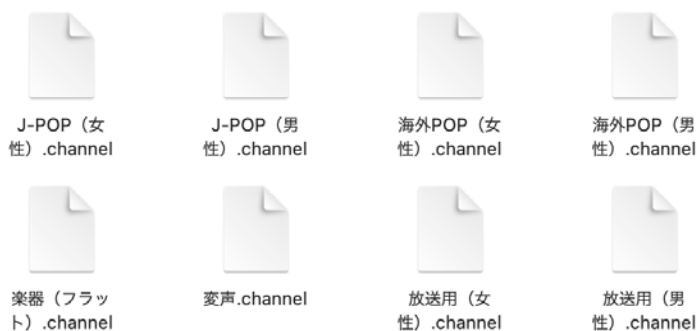 J-POP（女
性）.channel
J-POP（男
性）.channel
海外POP（女
性）.channel
海外POP（男
性）.channel
楽器（フラッ
ト）.channel
変声.channel
放送用（女
性）.channel
放送用（男
性）.channel